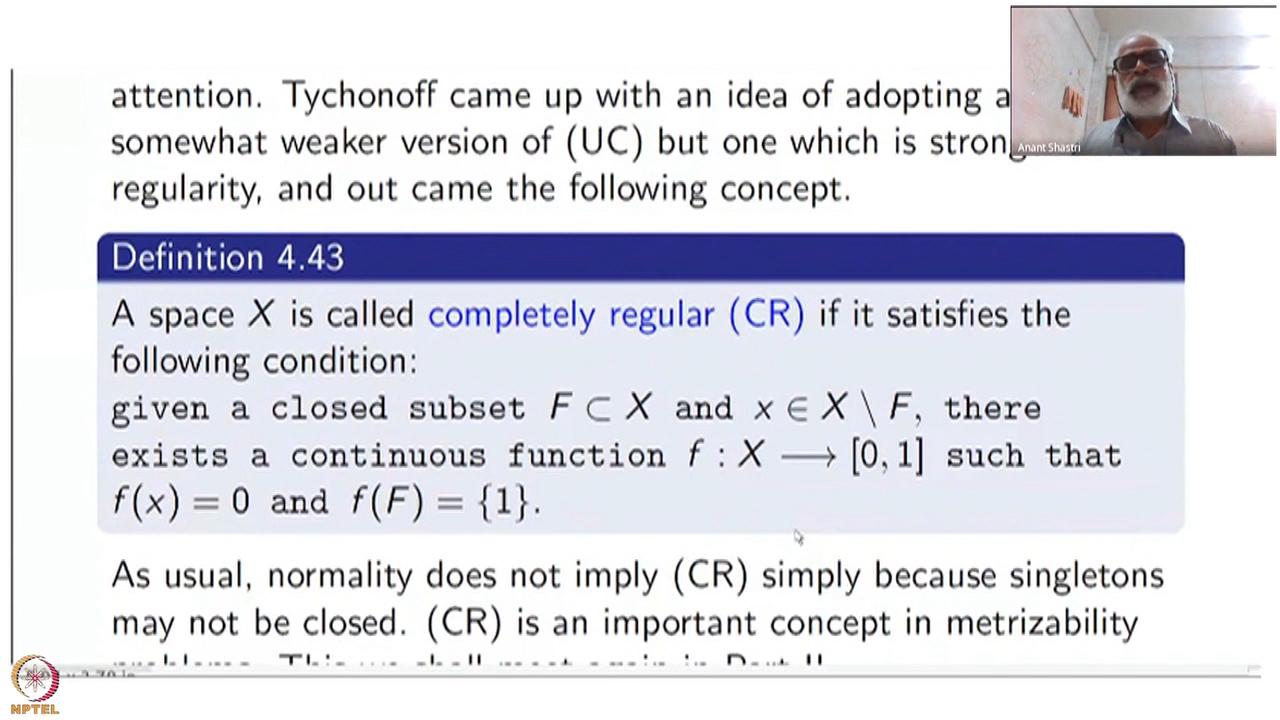 attention. Tychonoff came up with an idea of adopting a
somewhat weaker version of (UC) but one which is strong
regularity, and out came the following concept.
Anant Shastri
Definition 4.43
A space X is called completely regular (CR) if it satisfies the
following condition:
given a closed subset F ⊂ X and x ∈ X \ F, there
exists a continuous function f : X ⟶ [0, 1] such that
f(x) = 0 and f(F) = {1}.
As usual, normality does not imply (CR) simply because singletons
may not be closed. (CR) is an important concept in metrizability
NPTEL